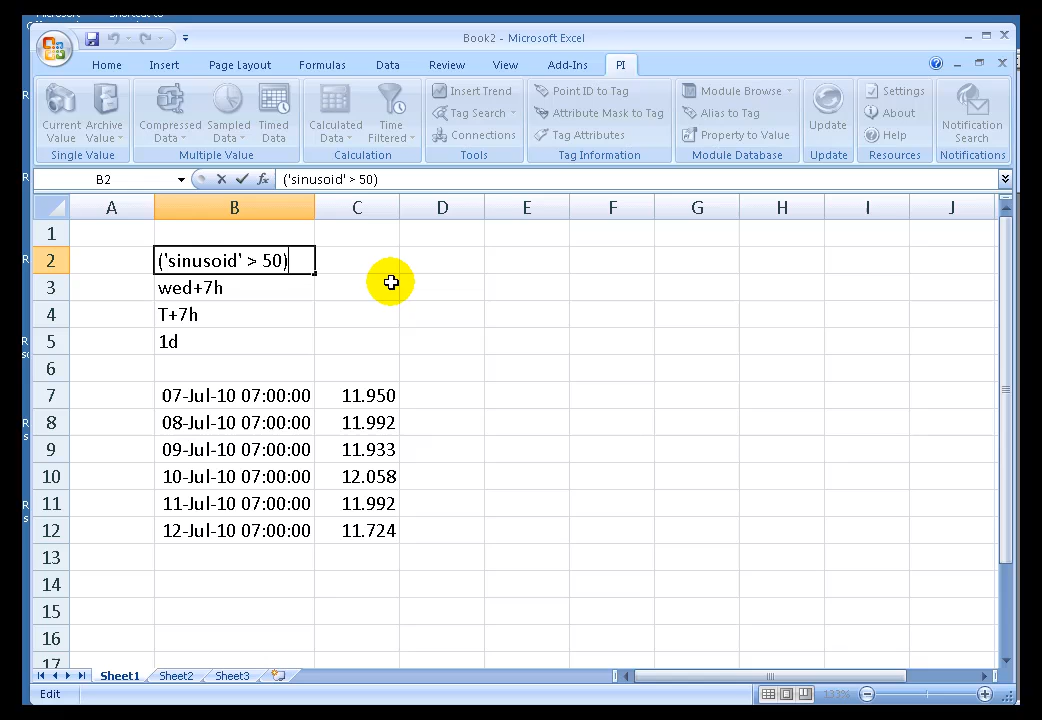 Book2 - Microsoft Excel
Home Insert Page Layout Formulas Data Review View Add-Ins PI
Current Value Archive Value Compressed Data Sampled Data Timed Data Calculated Data Time Filtered
Insert Trend Point ID to Tag Module Browse Settings
Tag Search Attribute Mask to Tag Alias to Tag About
Connections Tag Attributes Property to Value Help
Update Notification Search
Single Value Multiple Value Calculation Tools Tag Information Module Database Update Resources Notifications
B2 fx ('sinusoid' > 50)
A B C D E F G H I J
1
2 ('sinusoid' > 50)
3 wed+7h
4 T+7h
5 1d
6
7 07-Jul-10 07:00:00 11.950
8 08-Jul-10 07:00:00 11.992
9 09-Jul-10 07:00:00 11.933
10 10-Jul-10 07:00:00 12.058
11 11-Jul-10 07:00:00 11.992
12 12-Jul-10 07:00:00 11.724
13
14
15
16
17
Sheet1 Sheet2 Sheet3
Edit 133%